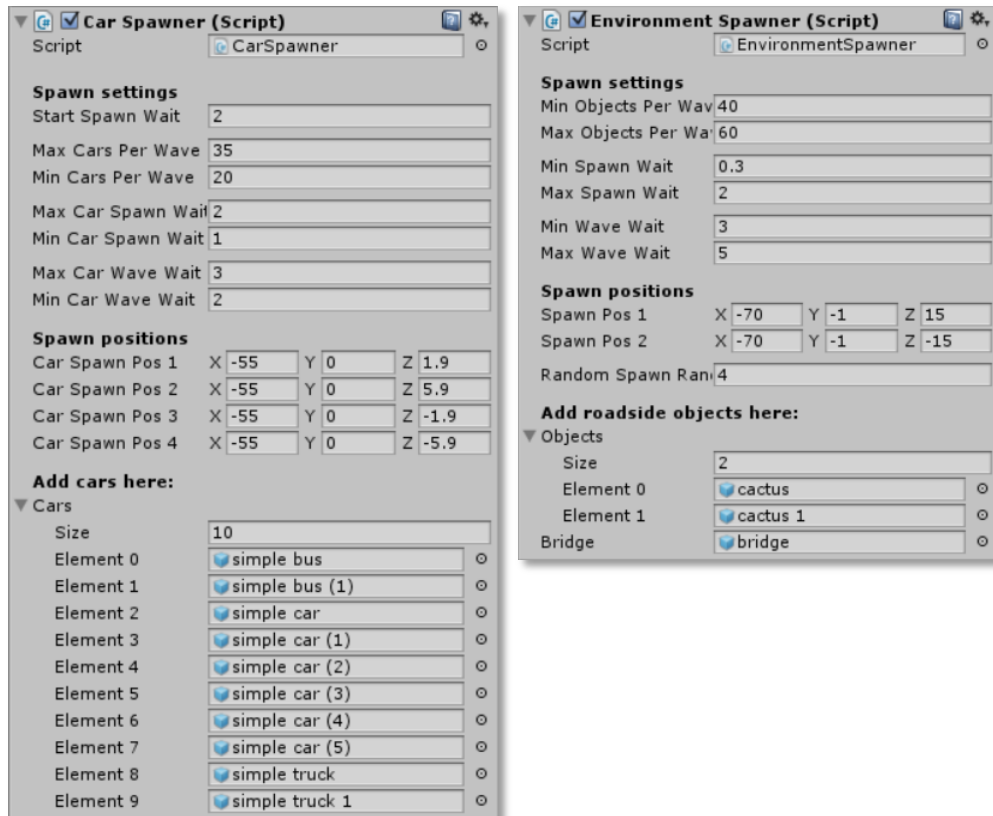 Car Spawner (Script)
Script CarSpawner
Spawn settings
Start Spawn Wait 2
Max Cars Per Wave 35
Min Cars Per Wave 20
Max Car Spawn Wait 2
Min Car Spawn Wait 1
Max Car Wave Wait 3
Min Car Wave Wait 2
Spawn positions
Car Spawn Pos 1 X -55 Y 0 Z 1.9
Car Spawn Pos 2 X -55 Y 0 Z 5.9
Car Spawn Pos 3 X -55 Y 0 Z -1.9
Car Spawn Pos 4 X -55 Y 0 Z -5.9
Add cars here:
Cars
Size 10
Element 0 simple bus
Element 1 simple bus (1)
Element 2 simple car
Element 3 simple car (1)
Element 4 simple car (2)
Element 5 simple car (3)
Element 6 simple car (4)
Element 7 simple car (5)
Element 8 simple truck
Element 9 simple truck 1
Environment Spawner (Script)
Script EnvironmentSpawner
Spawn settings
Min Objects Per Wav 40
Max Objects Per Wa 60
Min Spawn Wait 0.3
Max Spawn Wait 2
Min Wave Wait 3
Max Wave Wait 5
Spawn positions
Spawn Pos 1 X -70 Y -1 Z 15
Spawn Pos 2 X -70 Y -1 Z -15
Random Spawn Ran 4
Add roadside objects here:
Objects
Size 2
Element 0 cactus
Element 1 cactus 1
Bridge bridge